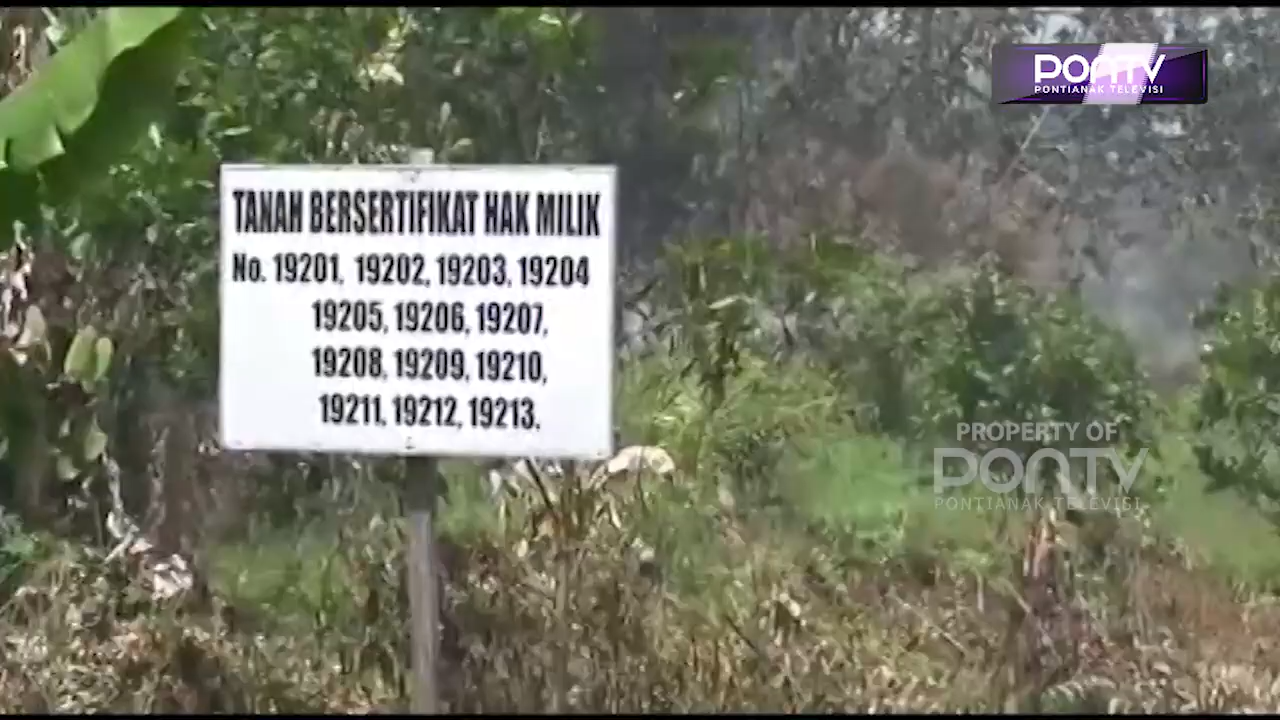 PONTV
PONTIANAK TELEVISI
TANAH BERSERTIFIKAT HAK MILIK
No. 19201, 19202, 19203, 19204
19205, 19206, 19207,
19208, 19209, 19210,
19211, 19212, 19213.
PROPERTY OF
PONTV
PONTIANAK TELEVISI